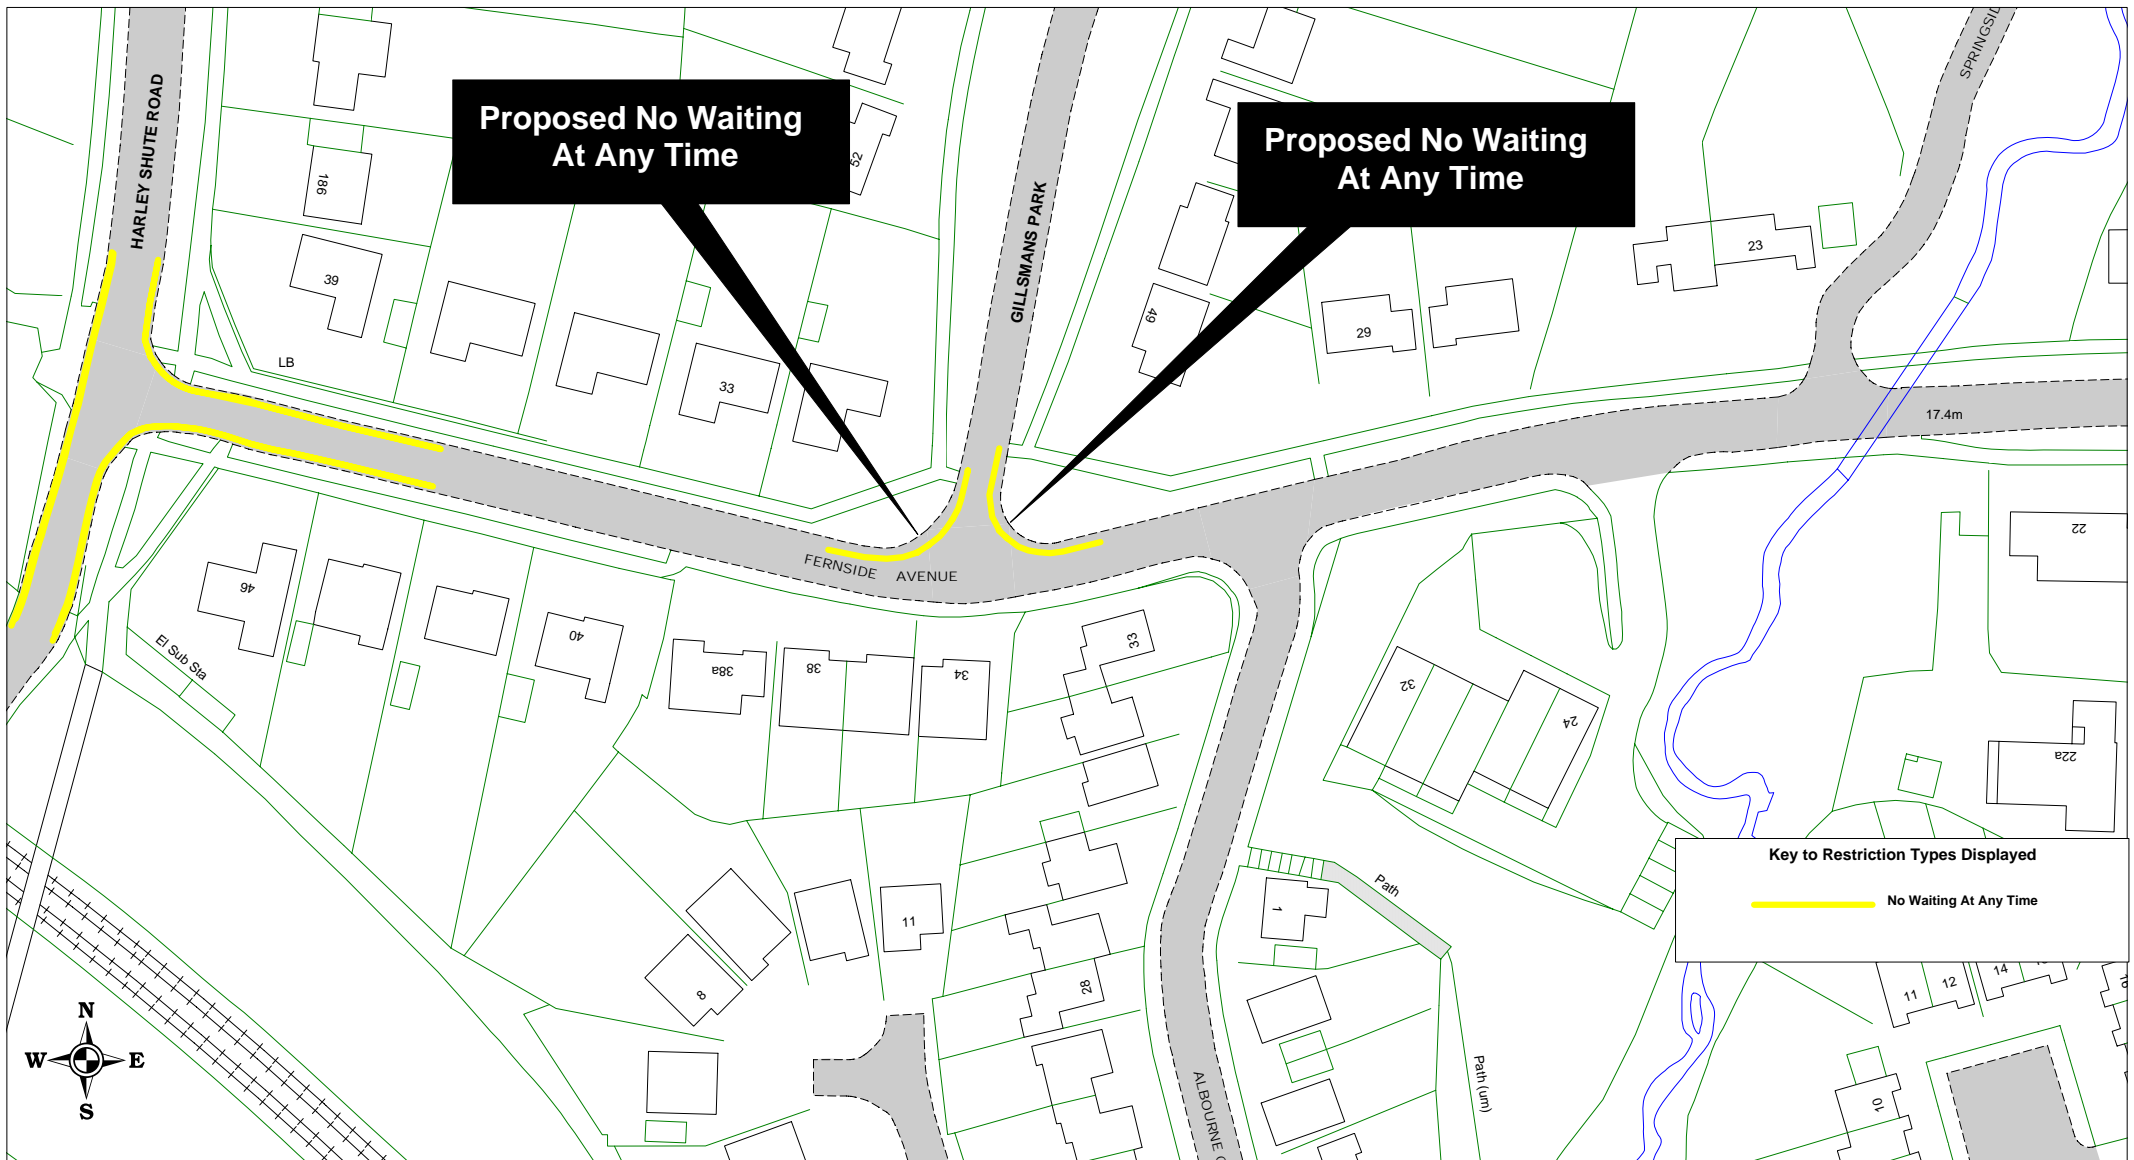 HARLEY SHUTE ROAD
Proposed No Waiting
At Any Time
52
GILLSMANS PARK
Proposed No Waiting
At Any Time
186
39
LB
33
49
29
23
17.4m
FERNSIDE AVENUE
46
El Sub Sta
40
38a
38
34
33
32
24
22
22a
Key to Restriction Types Displayed
No Waiting At Any Time
11
8
28
1
Path
Path (um)
11
12
14
10
ALBOURNE
N
W
E
S